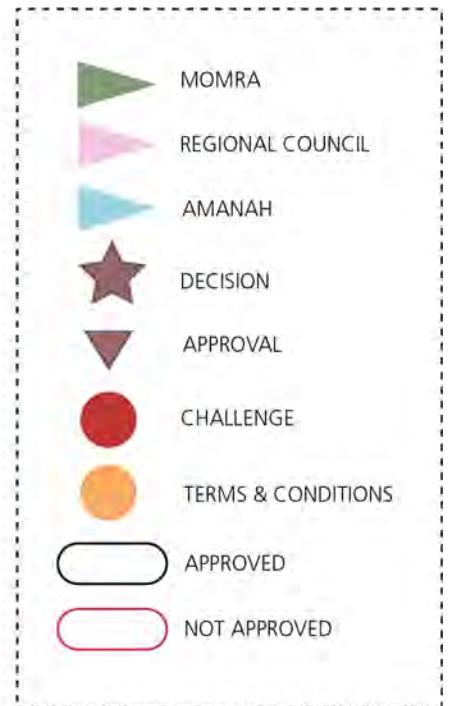 MOMRA
REGIONAL COUNCIL
AMANAH
DECISION
APPROVAL
CHALLENGE
TERMS & CONDITIONS
APPROVED
NOT APPROVED